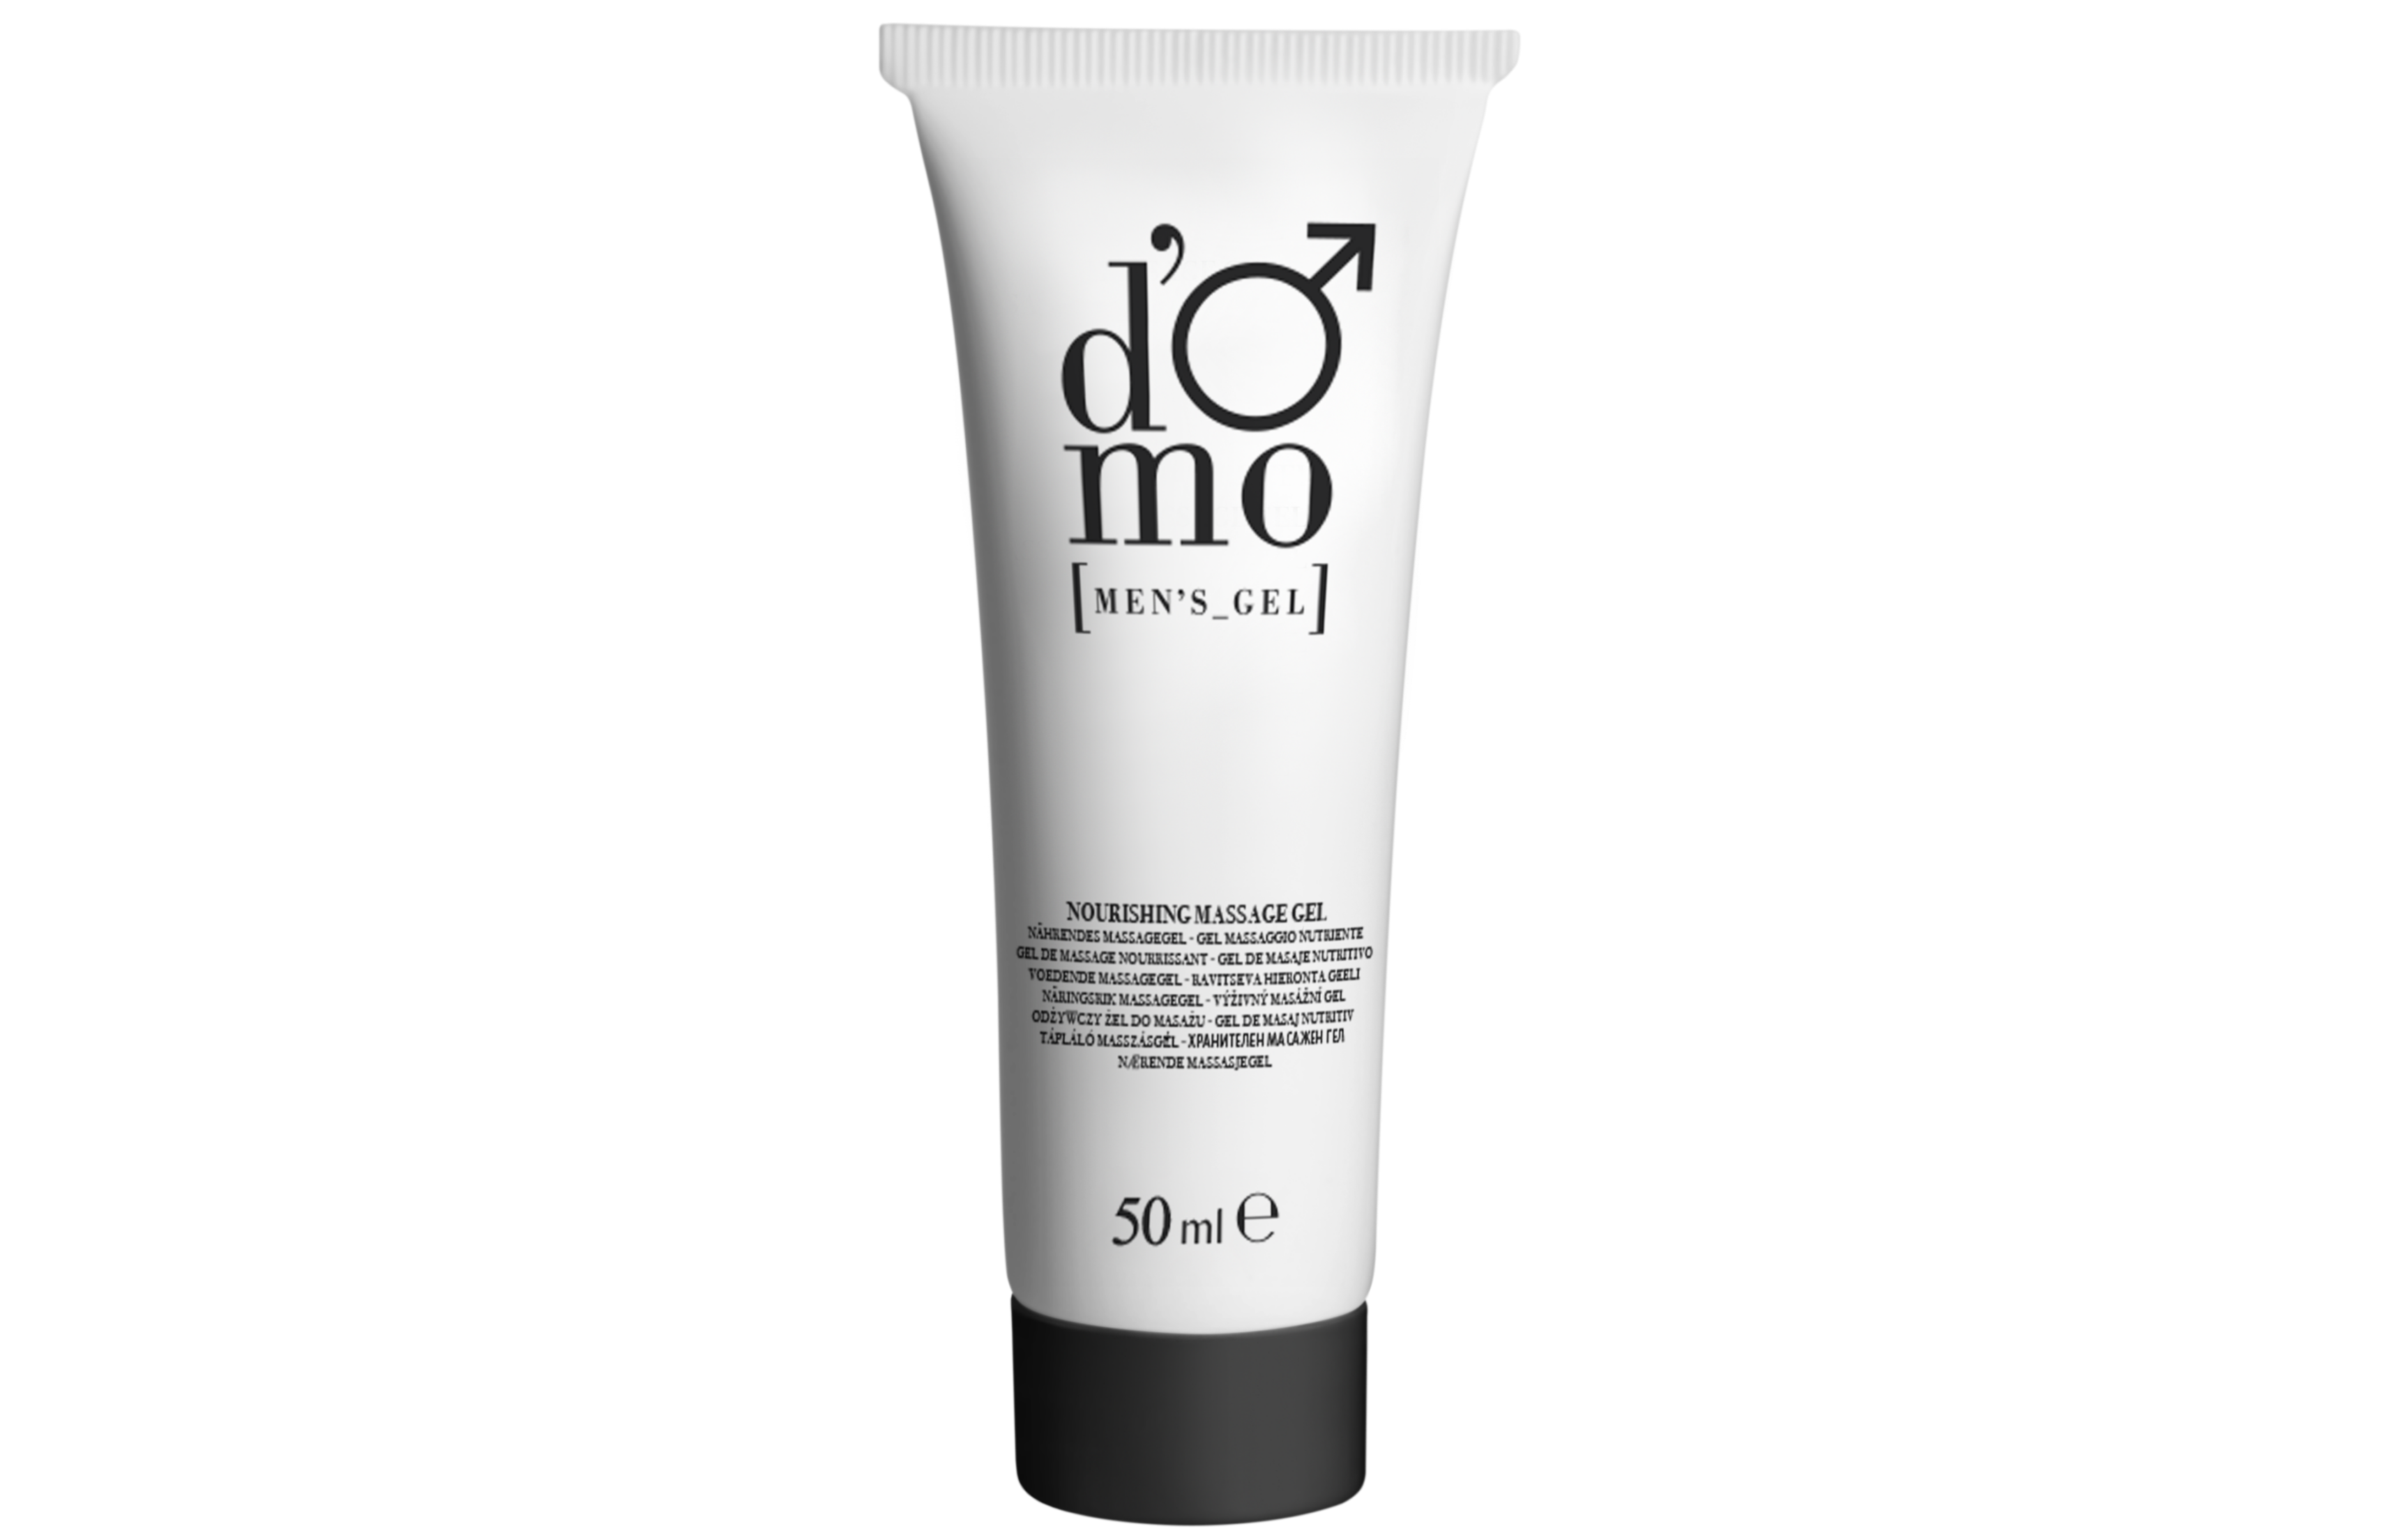 d'♂
mo
[MEN'S_GEL]
NOURISHING MASSAGE GEL
NÄHRENDES MASSAGEGEL - GEL MASSAGGIO NUTRIENTE
GEL DE MASSAGE NOURRISSANT - GEL DE MASAJE NUTRITIVO
VOEDENDE MASSAGEGEL - RAVITSEVA HIERONTA GEELI
NÄRINGSRIK MASSAGEGEL - VÝŽIVNÝ MASÁŽNÍ GEL
ODŻYWCZY ŻEL DO MASAŻU - GEL DE MASAJ NUTRITIV
TÁPLÁLÓ MASSZÁSGÉL - ХРАНИТЕЛЕН МАСАЖЕН ГЕЛ
NÆRENDE MASSASJEGEL
50 ml ℮